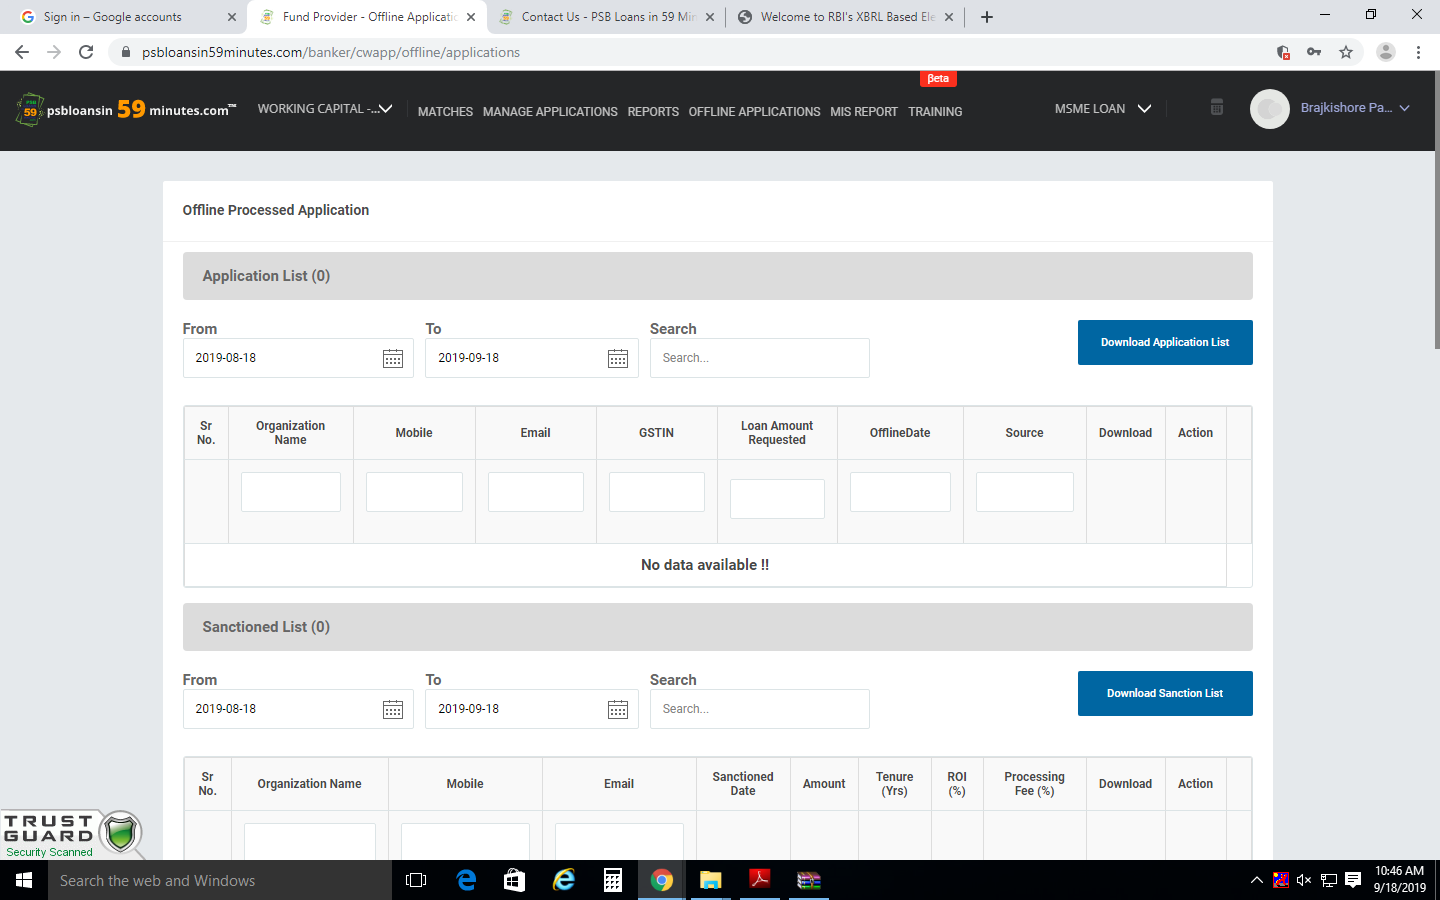 Sign in – Google accounts
Fund Provider - Offline Applicatic
Contact Us - PSB Loans in 59 Min
Welcome to RBI's XBRL Based Ele
psbloansin59minutes.com/banker/cwapp/offline/applications
βeta
PSB
59
psbloansin 59 minutes.com™
WORKING CAPITAL -...
MATCHES
MANAGE APPLICATIONS
REPORTS
OFFLINE APPLICATIONS
MIS REPORT
TRAINING
MSME LOAN
Brajkishore Pa...
Offline Processed Application
Application List (0)
From
To
Search
2019-08-18
2019-09-18
Search...
Download Application List
Sr No.
Organization Name
Mobile
Email
GSTIN
Loan Amount Requested
OfflineDate
Source
Download
Action
No data available !!
Sanctioned List (0)
From
To
Search
2019-08-18
2019-09-18
Search...
Download Sanction List
Sr No.
Organization Name
Mobile
Email
Sanctioned Date
Amount
Tenure (Yrs)
ROI (%)
Processing Fee (%)
Download
Action
TRUST
GUARD
Security Scanned
Search the web and Windows
10:46 AM
9/18/2019